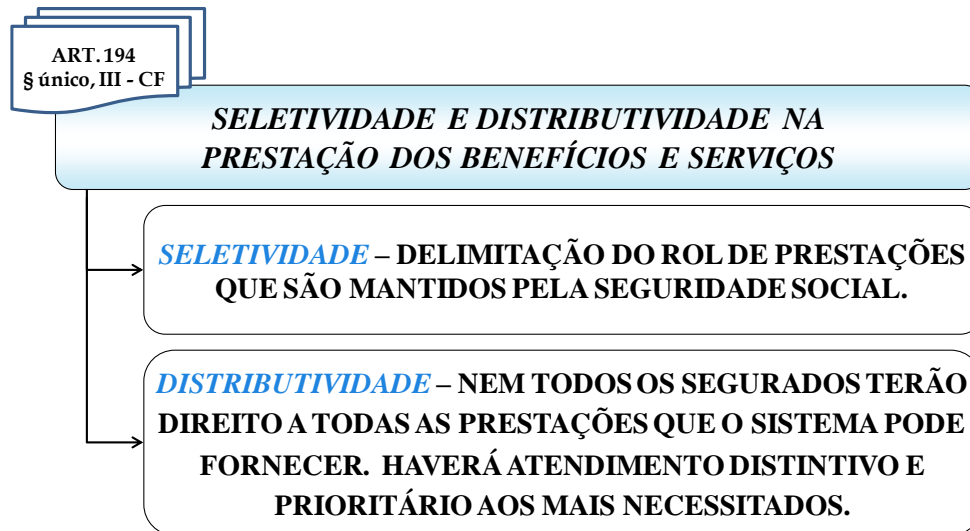 ART. 194
§ único, III - CF
SELETIVIDADE E DISTRIBUTIVIDADE NA
PRESTAÇÃO DOS BENEFÍCIOS E SERVIÇOS
SELETIVIDADE – DELIMITAÇÃO DO ROL DE PRESTAÇÕES
QUE SÃO MANTIDOS PELA SEGURIDADE SOCIAL.
DISTRIBUTIVIDADE – NEM TODOS OS SEGURADOS TERÃO
DIREITO A TODAS AS PRESTAÇÕES QUE O SISTEMA PODE
FORNECER. HAVERÁ ATENDIMENTO DISTINTIVO E
PRIORITÁRIO AOS MAIS NECESSITADOS.